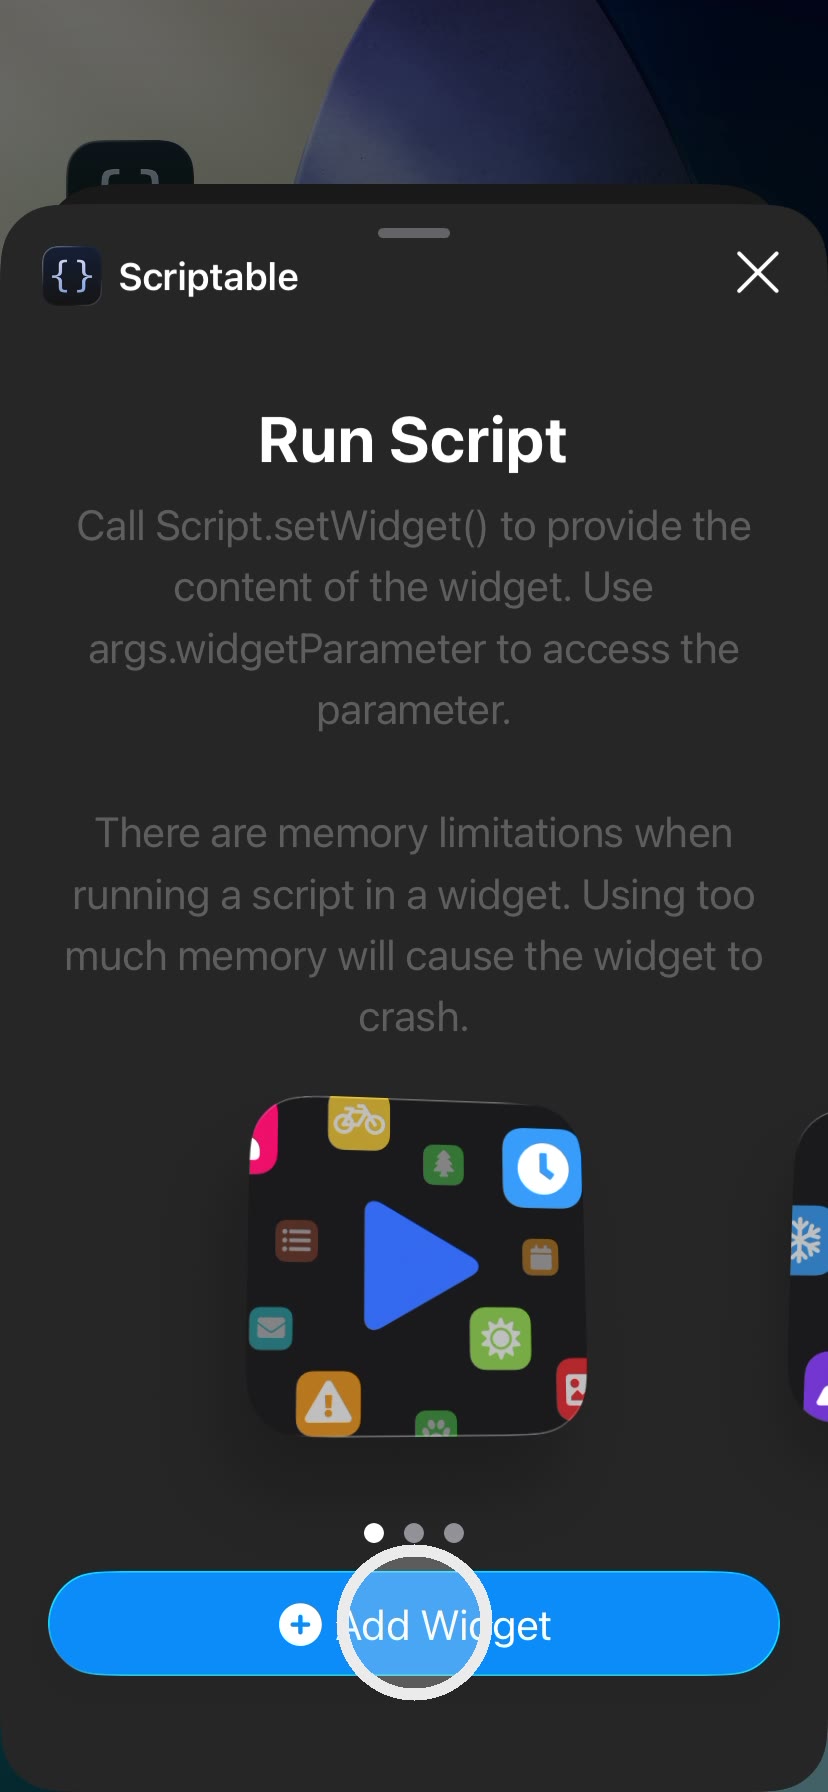 { }
Scriptable
Run Script
Call Script.setWidget() to provide the
content of the widget. Use
args.widgetParameter to access the
parameter.
There are memory limitations when
running a script in a widget. Using too
much memory will cause the widget to
crash.
Add Widget